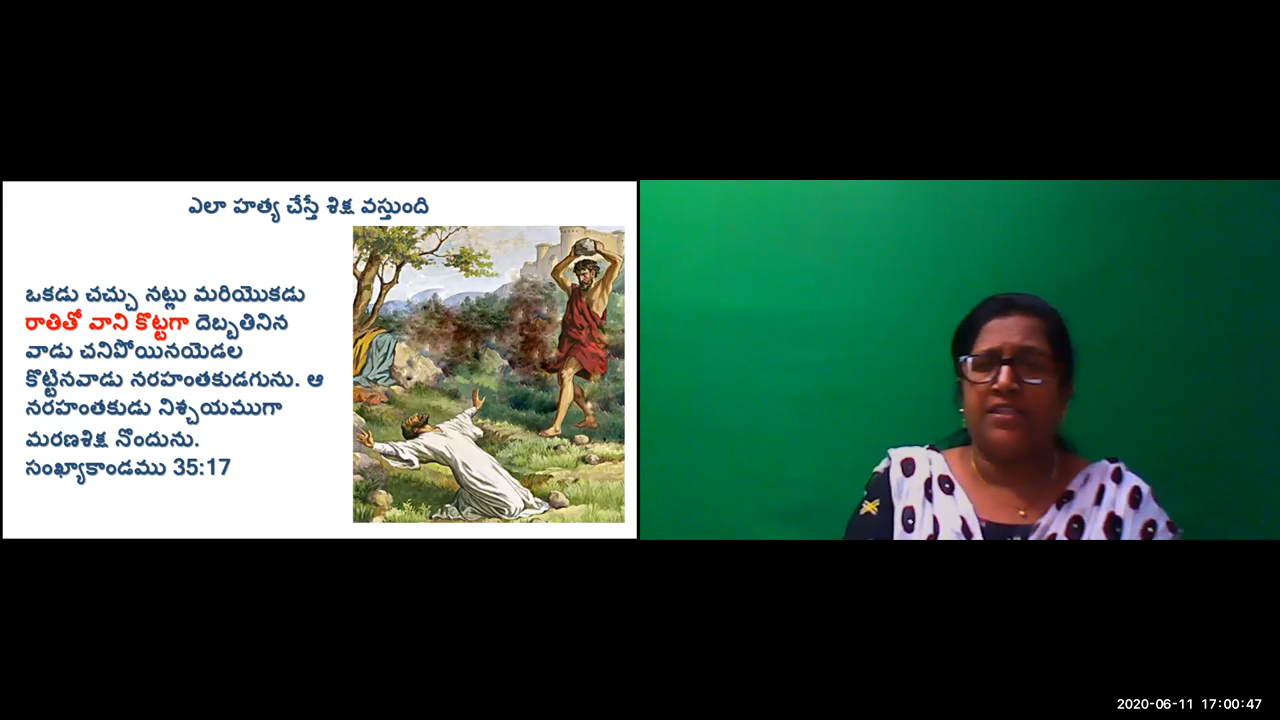 ఎలా హత్య చేస్తే శిక్ష వస్తుంది
ఒకడు చచ్చు నట్లు మరియొకడు
రాతితో వాని కొట్టగా దెబ్బతినిన
వాడు చనిపోయినయెడల
కొట్టినవాడు నరహంతకుడగును. ఆ
నరహంతకుడు నిశ్చయముగా
మరణశిక్ష నొందును.
సంఖ్యాకాండము 35:17
2020-06-11 17:00:47